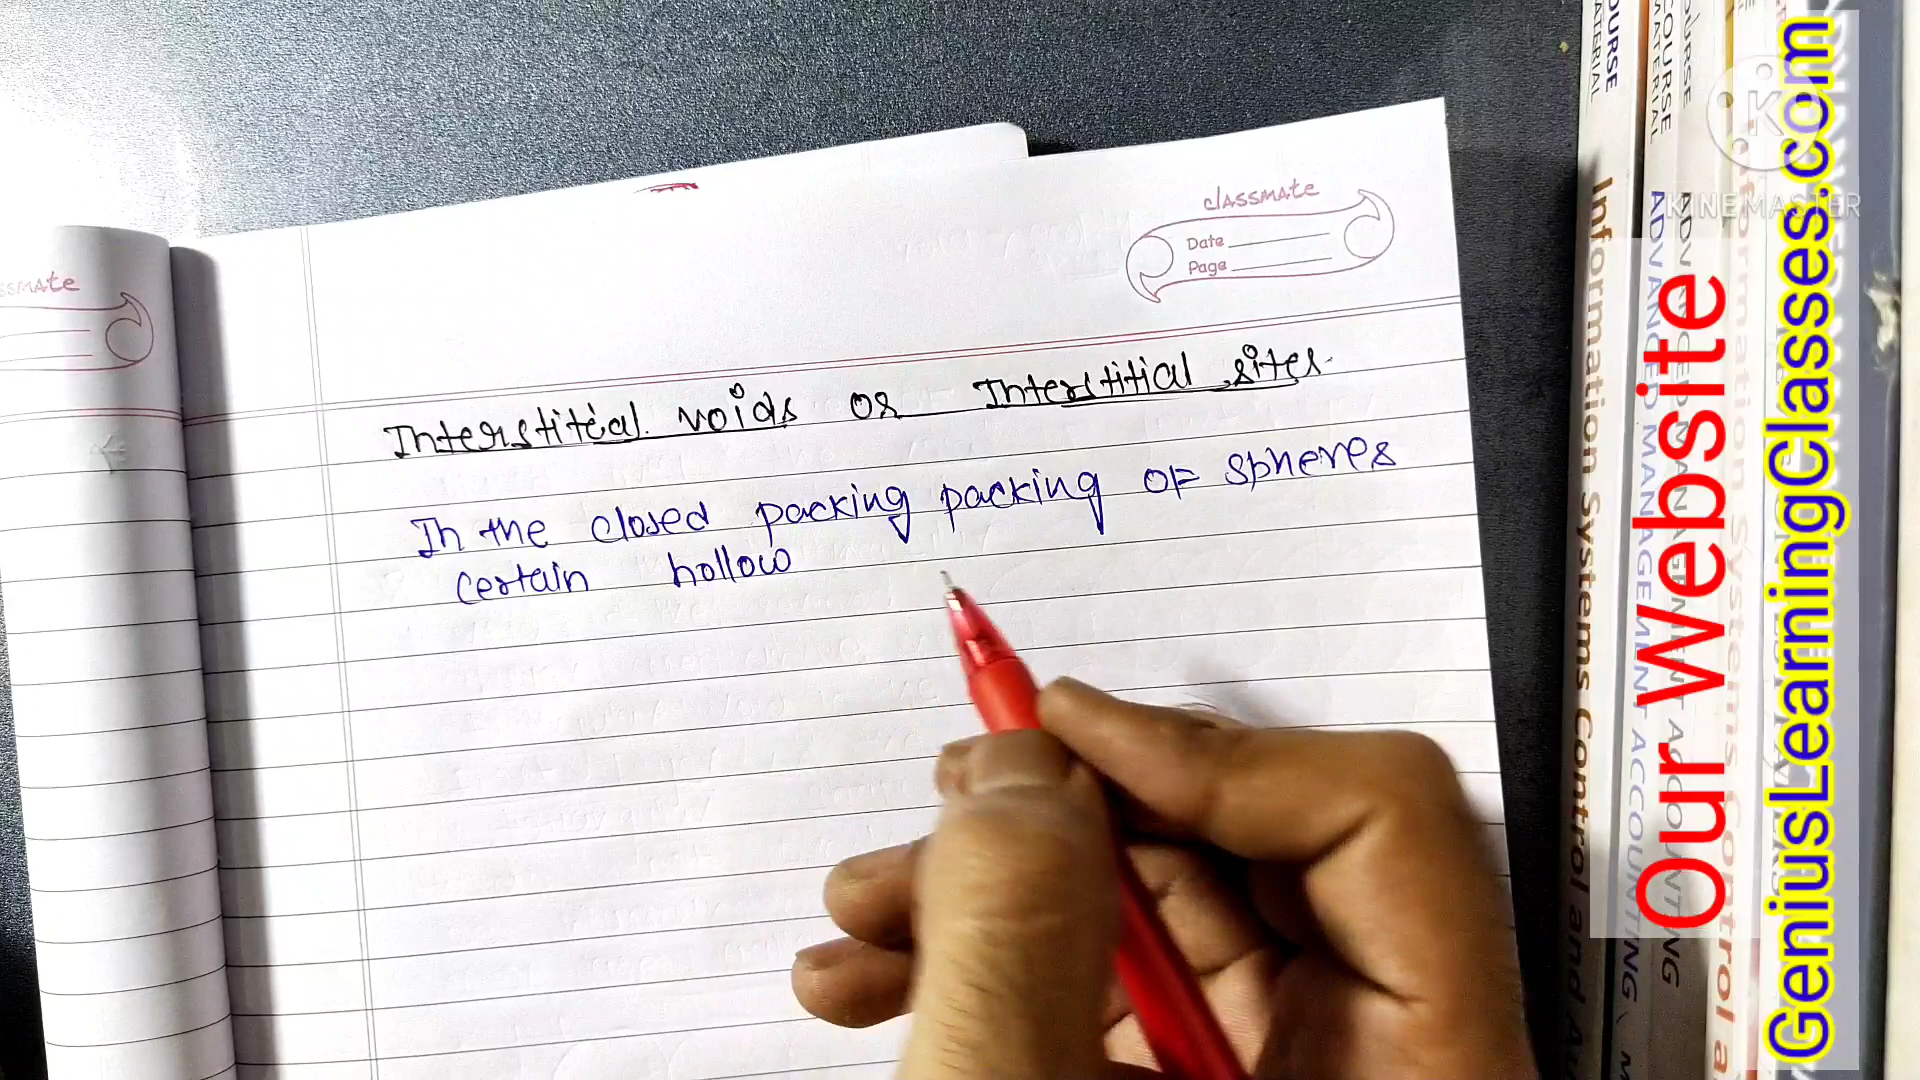 classmate
Date
Page
ssmate
Interstitial voids or Interstitial sites.
In the closed packing packing of spheres
certain hollow
Our Website
GeniusLearningClasses.com
K
KINEMASTER
COURSE
MATERIAL
ADVANCED MANAGEMENT ACCOUNTING
Information Systems Control and